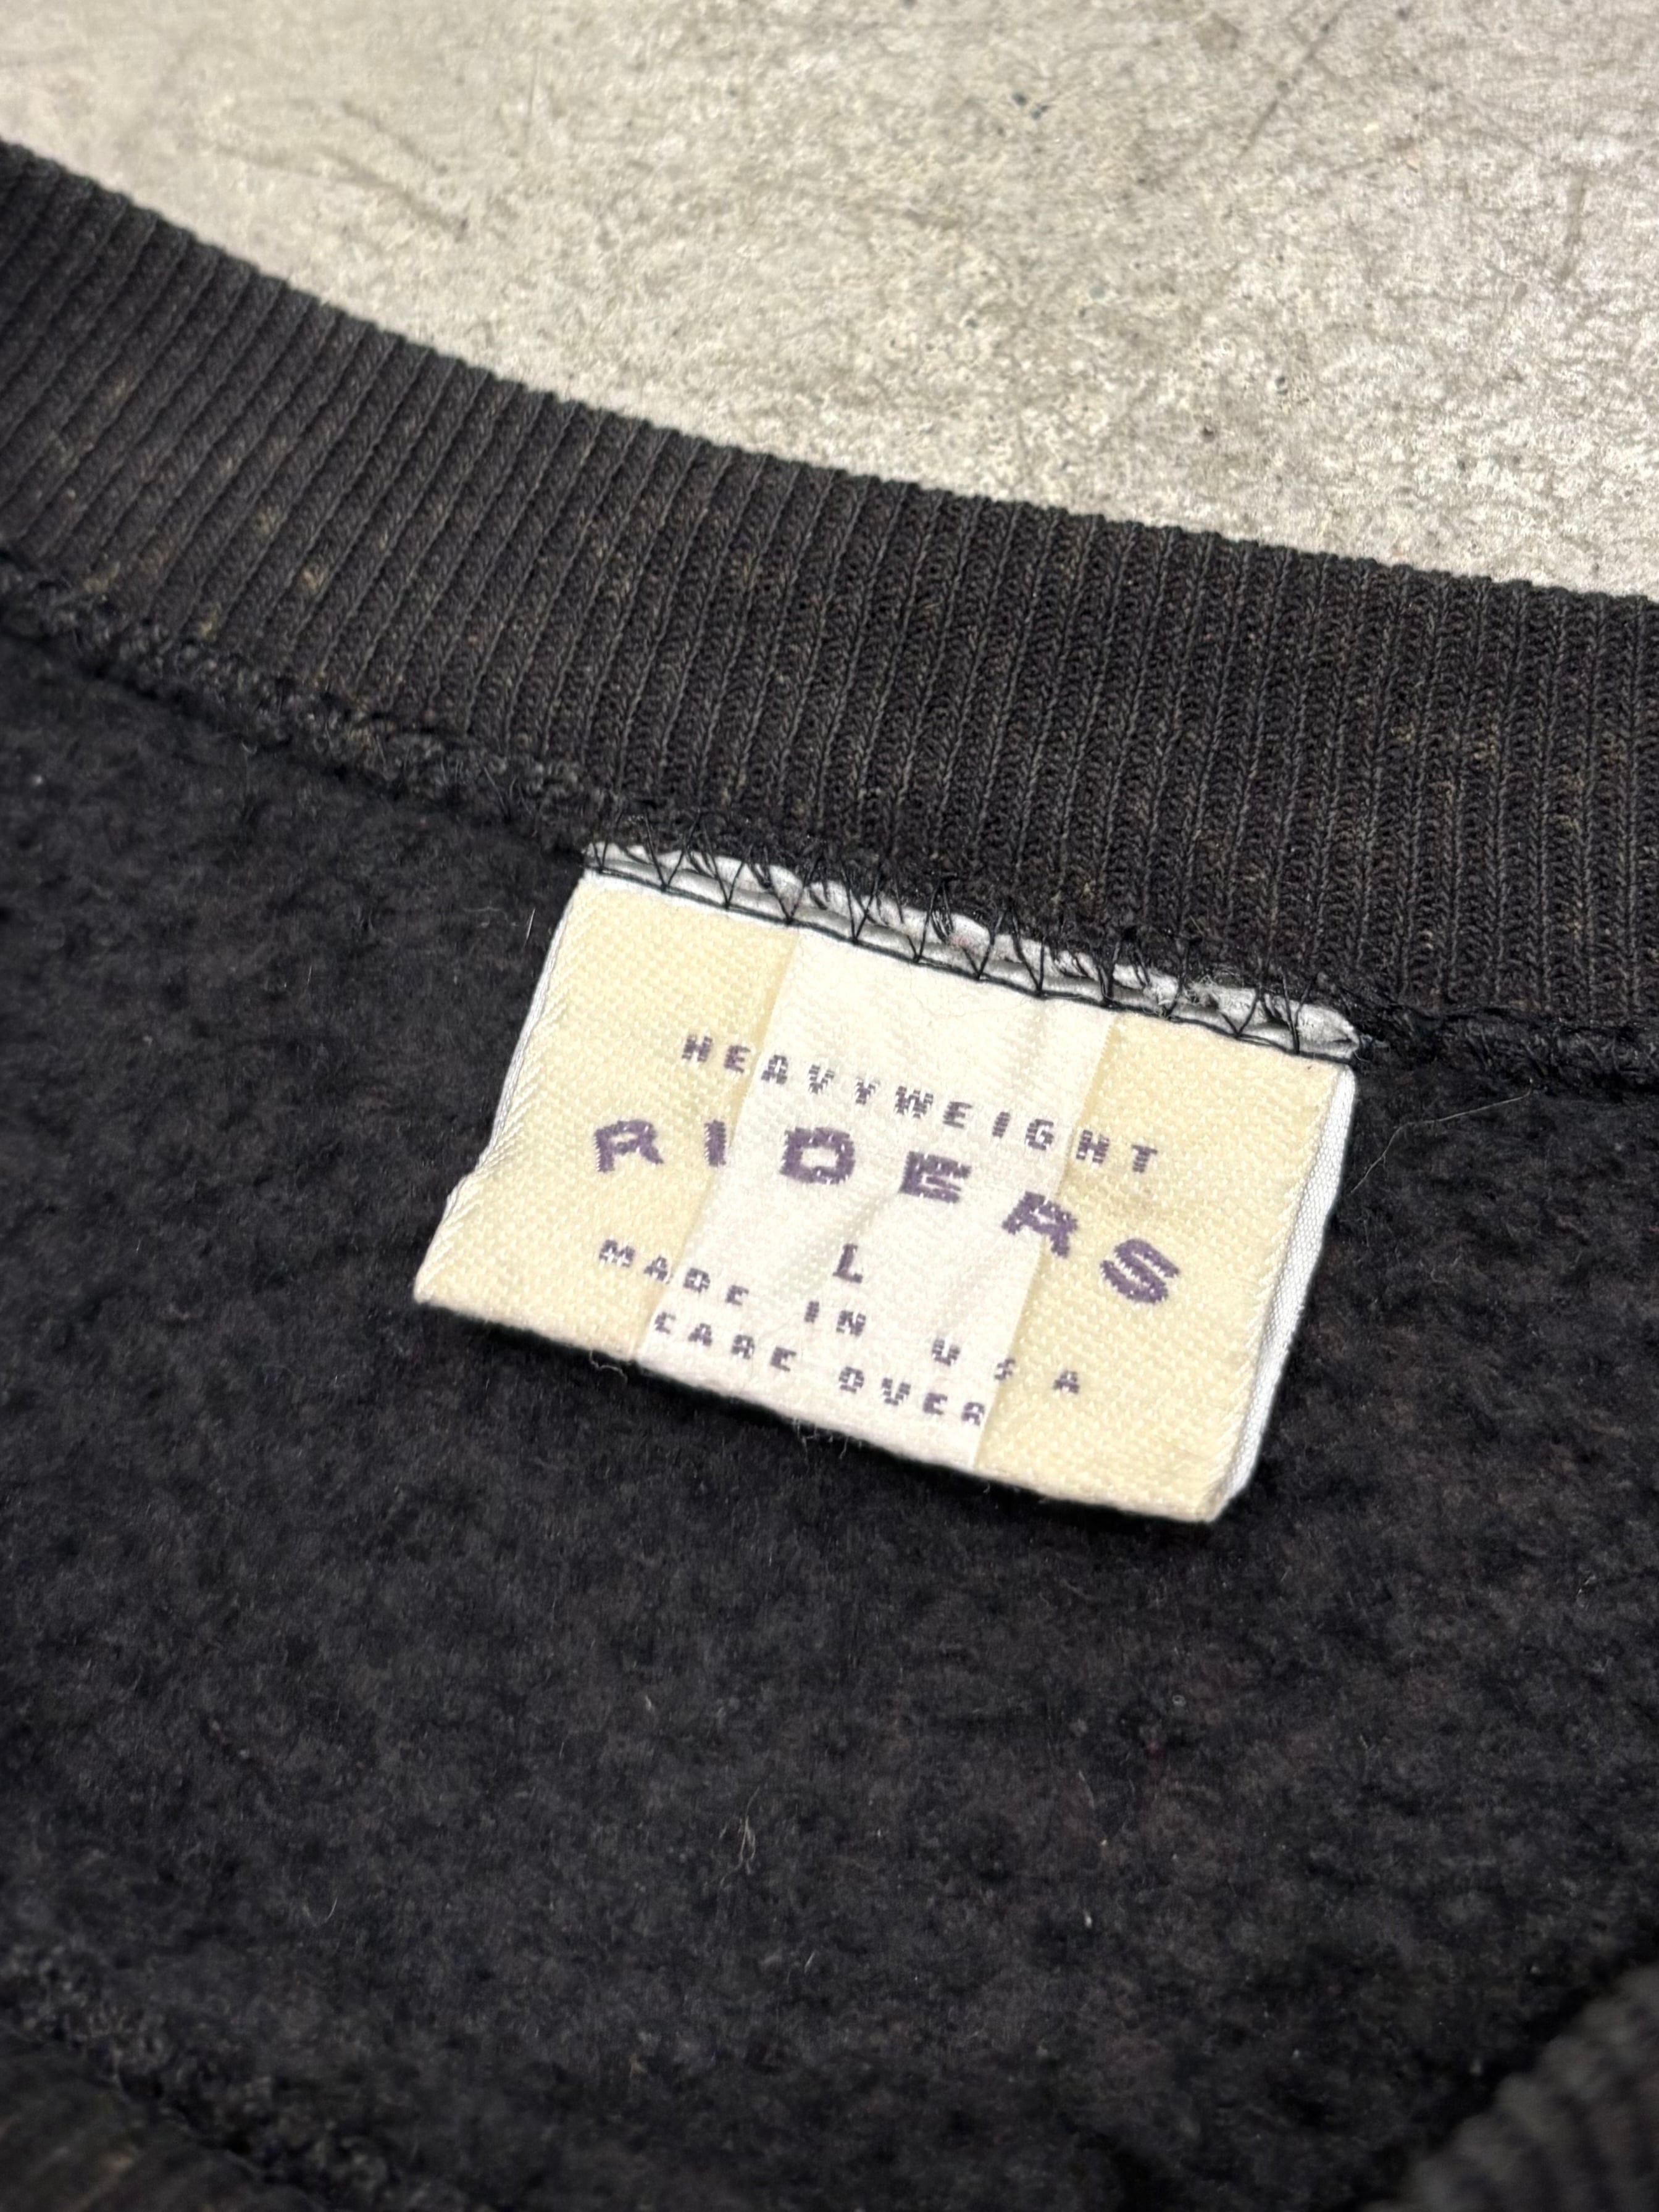 HEAVYWEIGHT
RIDERS
L
MADE IN USA
CARE OVER